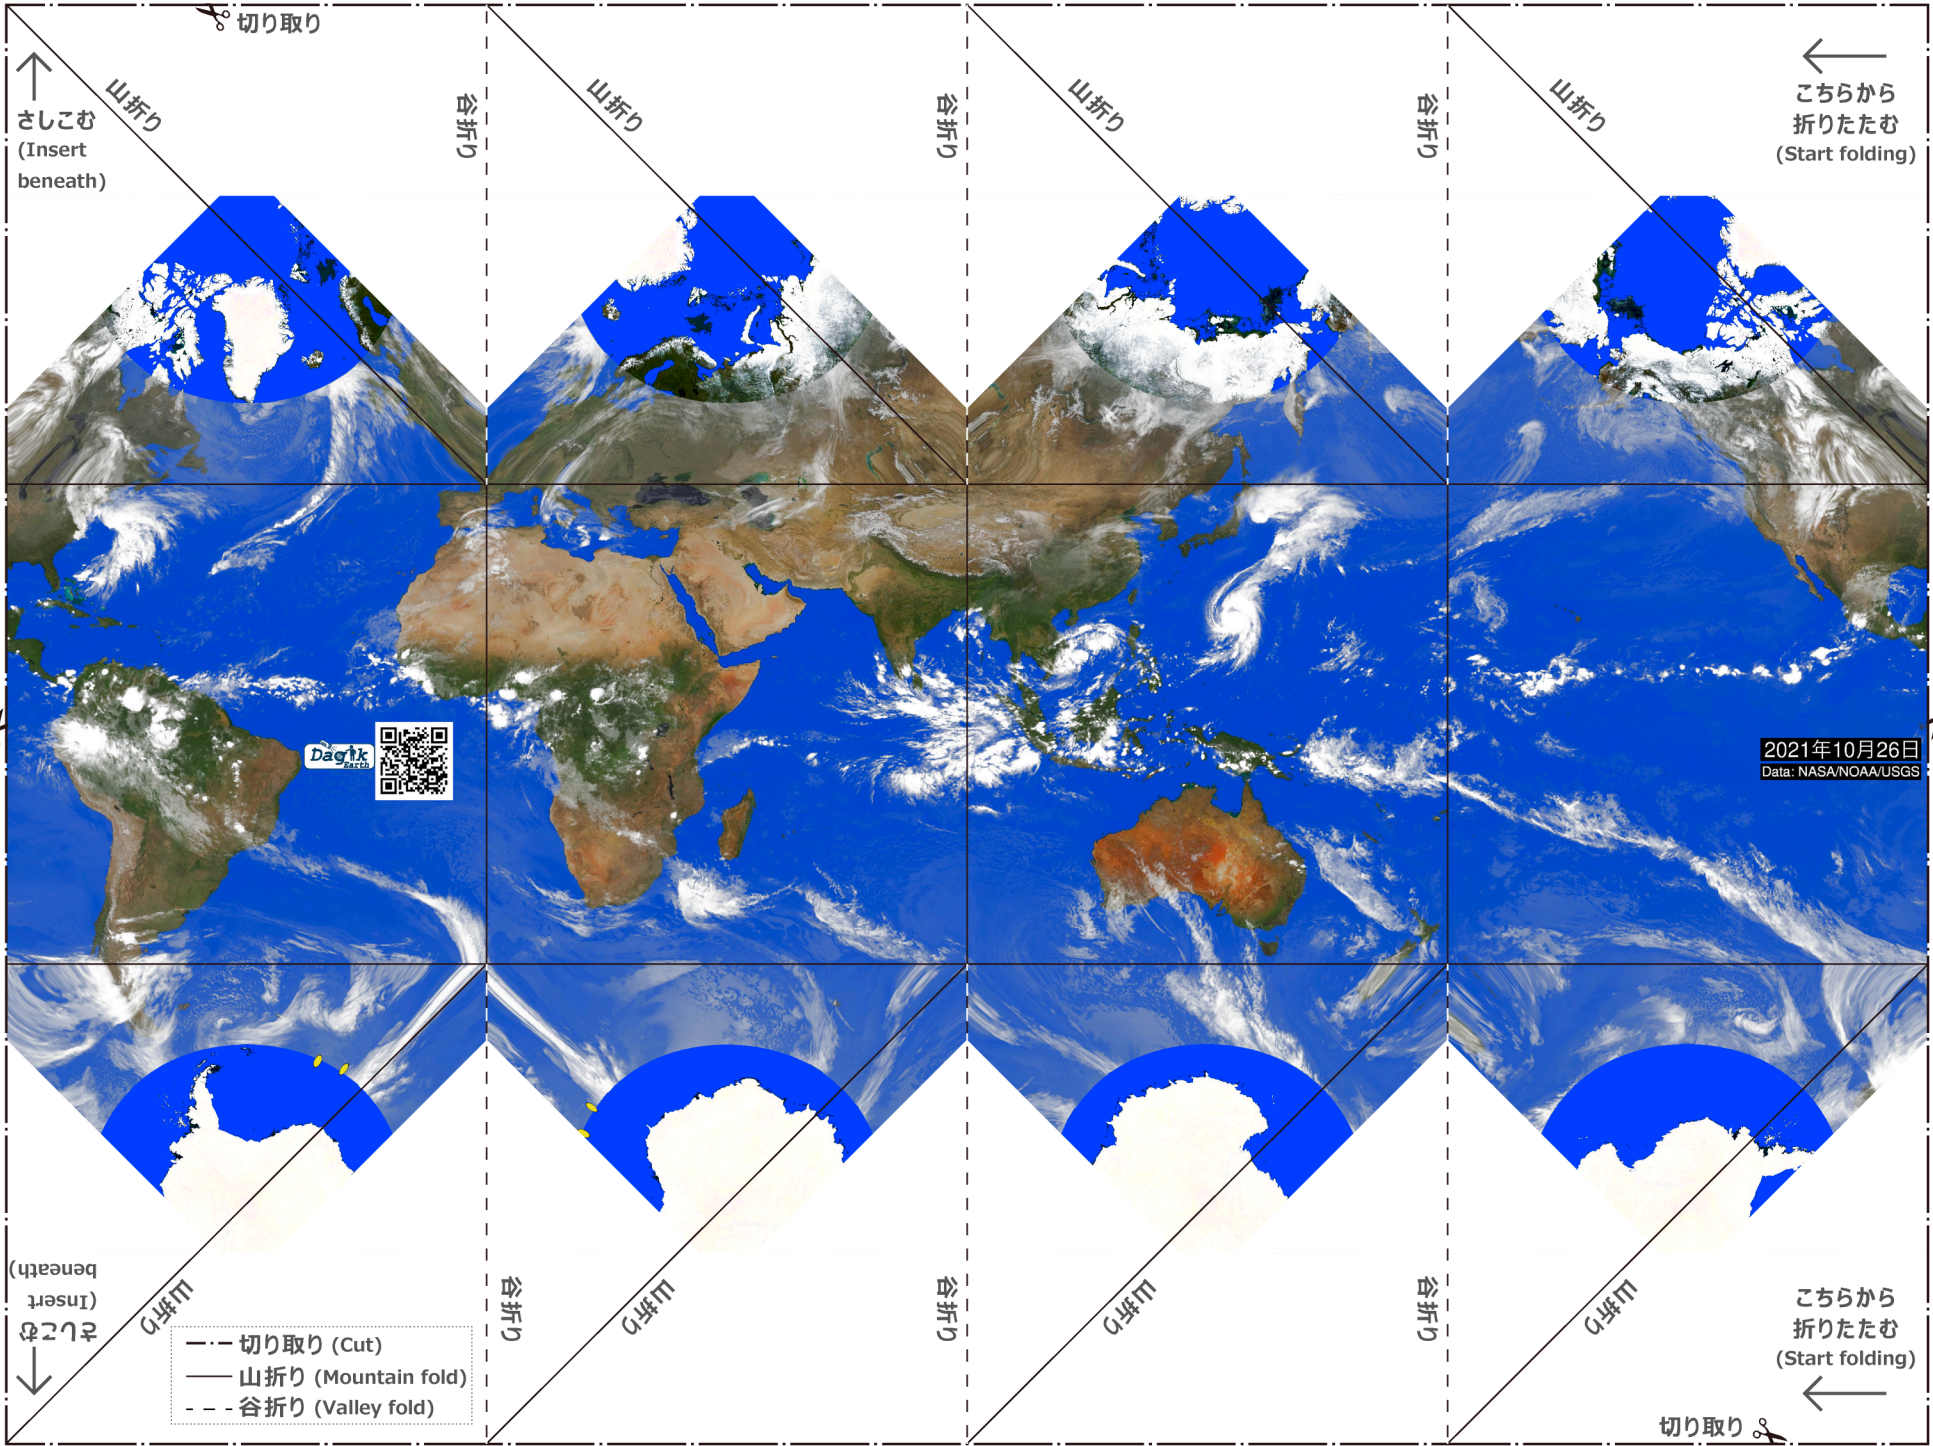 切り取り
山折り
谷折り
山折り
谷折り
山折り
谷折り
山折り
さしこむ
(Insert
beneath)
こちらから
折りたたむ
(Start folding)
Dagik
Earth
2021年10月26日
Data: NASA/NOAA/USGS
さしこむ
(Insert
beneath)
山折り
谷折り
山折り
谷折り
山折り
谷折り
山折り
こちらから
折りたたむ
(Start folding)
切り取り (Cut)
山折り (Mountain fold)
谷折り (Valley fold)
切り取り